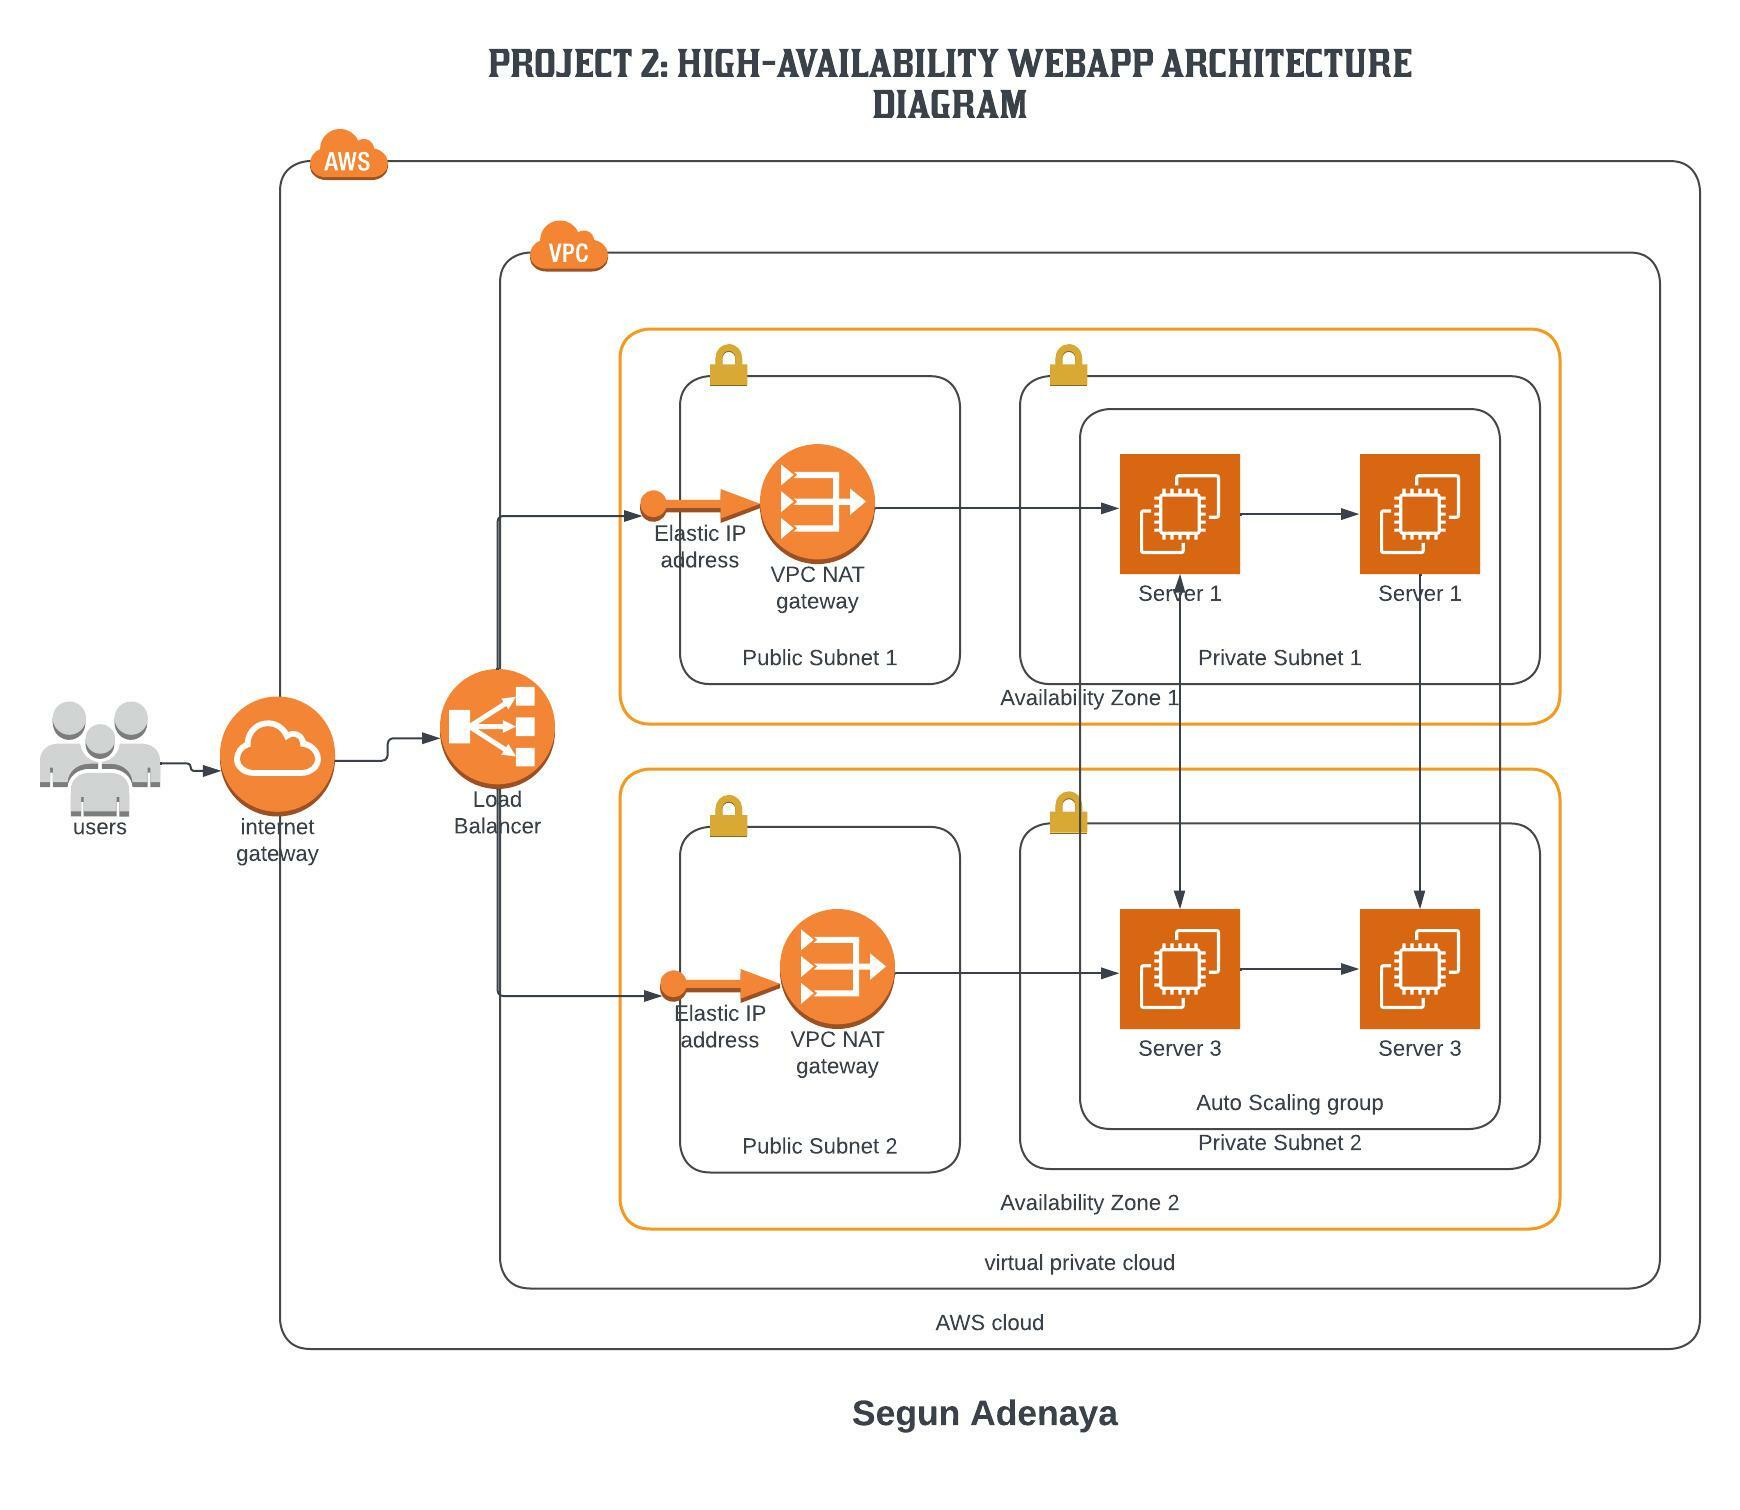 PROJECT 2: HIGH-AVAILABILITY WEBAPP ARCHITECTURE
DIAGRAM
AWS
VPC
Elastic IP
address
VPC NAT
gateway
Server 1
Server 1
Public Subnet 1
Private Subnet 1
Availability Zone 1
users
internet
gateway
Load
Balancer
Elastic IP
address
VPC NAT
gateway
Server 3
Server 3
Auto Scaling group
Public Subnet 2
Private Subnet 2
Availability Zone 2
virtual private cloud
AWS cloud
Segun Adenaya